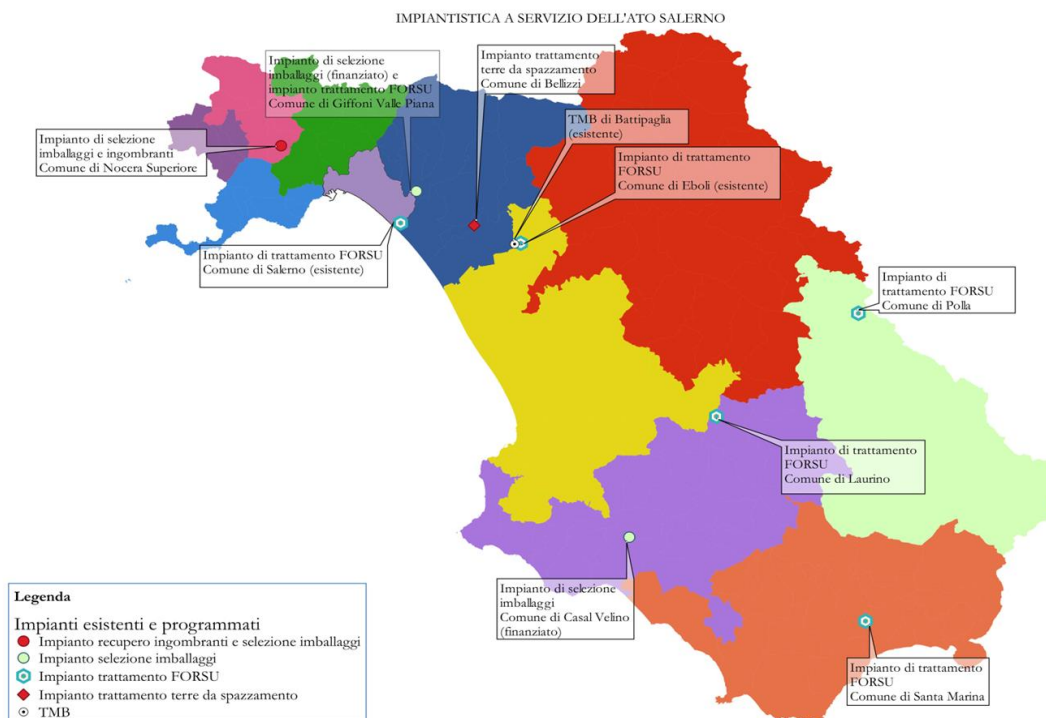 IMPIANTISTICA A SERVIZIO DELL'ATO SALERNO
Impianto di selezione
imballaggi (finanziato) e
impianto trattamento FORSU
Comune di Giffoni Valle Piana
Impianto trattamento
terre da spazzamento
Comune di Bellizzi
TMB di Battipaglia
(esistente)
Impianto di selezione
imballaggi e ingombranti
Comune di Nocera Superiore
Impianto di trattamento
FORSU
Comune di Eboli (esistente)
Impianto di trattamento FORSU
Comune di Salerno (esistente)
Impianto di
trattamento FORSU
Comune di Polla
Impianto di trattamento
FORSU
Comune di Laurino
Impianto di selezione
imballaggi
Comune di Casal Velino
(finanziato)
Impianto di trattamento
FORSU
Comune di Santa Marina
Legenda
Impianti esistenti e programmati
Impianto recupero ingombranti e selezione imballaggi
Impianto selezione imballaggi
Impianto trattamento FORSU
Impianto trattamento terre da spazzamento
TMB